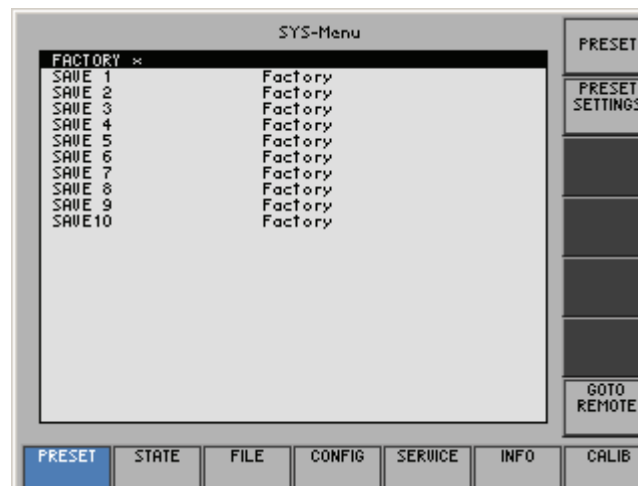 SYS-Menu
FACTORY *
SAVE 1 Factory
SAVE 2 Factory
SAVE 3 Factory
SAVE 4 Factory
SAVE 5 Factory
SAVE 6 Factory
SAVE 7 Factory
SAVE 8 Factory
SAVE 9 Factory
SAVE10 Factory
PRESET
PRESET
SETTINGS
GOTO
REMOTE
PRESET STATE FILE CONFIG SERVICE INFO CALIB